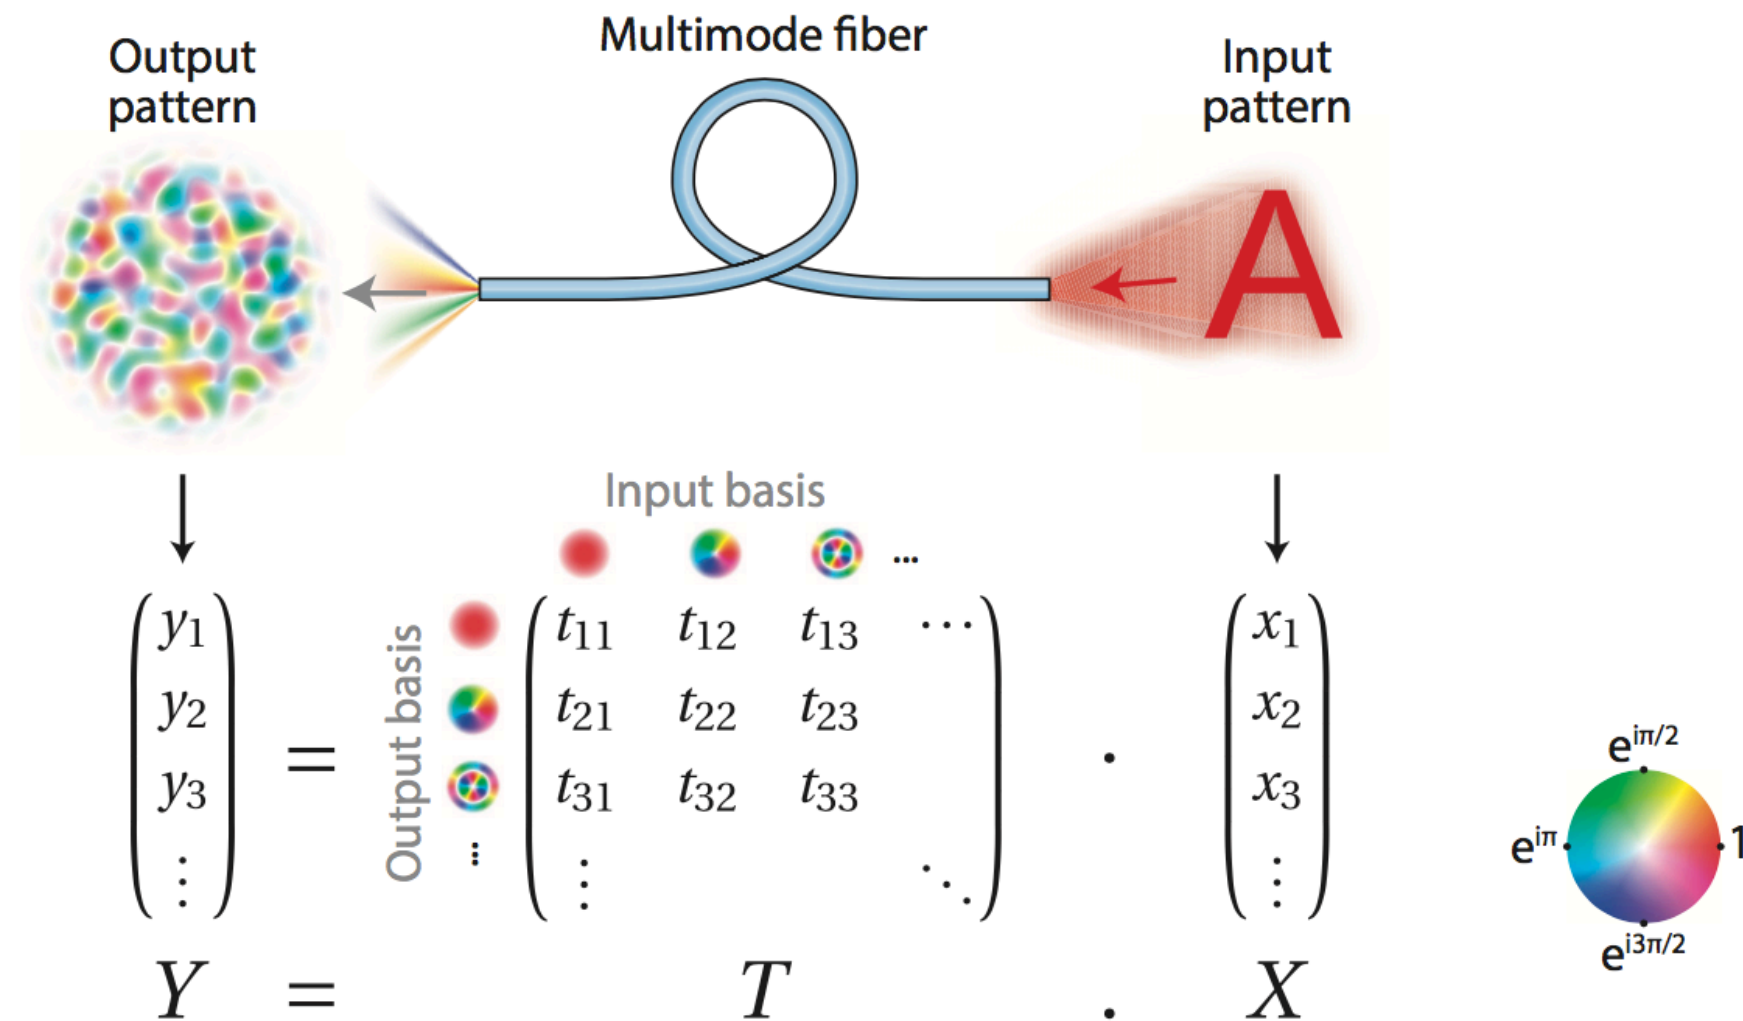 Multimode fiber
Output
pattern
Input
pattern
A
Input basis
...
Output basis
...
y₁
y₂
y₃
⋮
=
t₁₁ t₁₂ t₁₃ ⋯
t₂₁ t₂₂ t₂₃
t₃₁ t₃₂ t₃₃
⋮ ⋱
.
x₁
x₂
x₃
⋮
Y = T . X
e^{iπ/2}
e^{iπ}
1
e^{i3π/2}